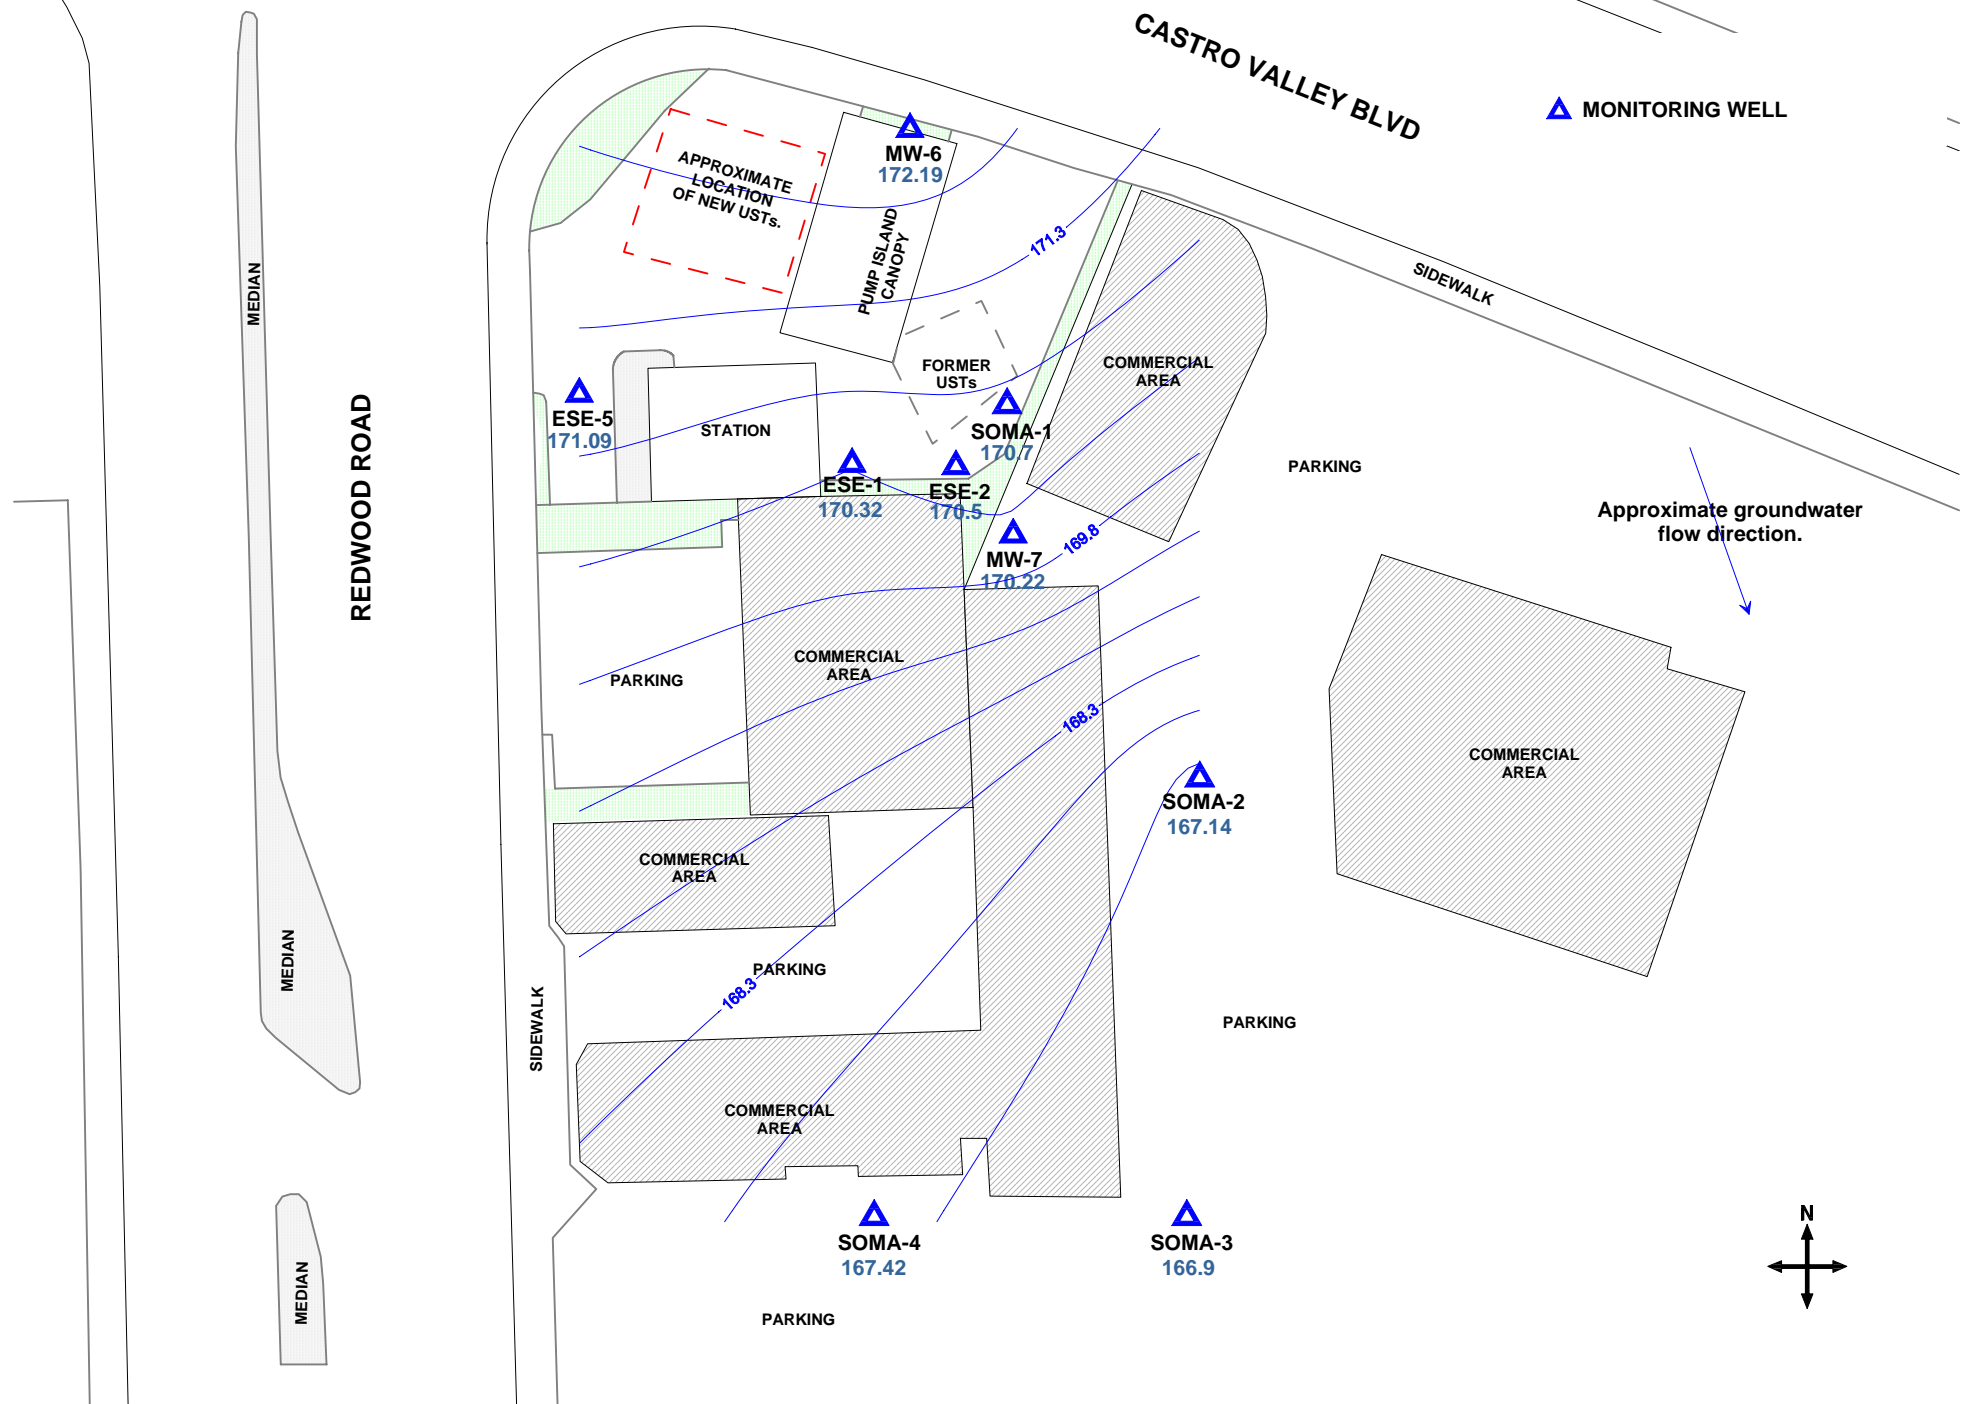 CASTRO VALLEY BLVD
MONITORING WELL
MW-6
172.19
APPROXIMATE
LOCATION
OF NEW USTs.
PUMP ISLAND
CANOPY
171.3
SIDEWALK
MEDIAN
FORMER
USTs
COMMERCIAL
AREA
ESE-5
171.09
STATION
SOMA-1
170.7
REDWOOD ROAD
ESE-1
170.32
ESE-2
170.5
PARKING
Approximate groundwater
flow direction.
MW-7
170.22
169.8
COMMERCIAL
AREA
PARKING
168.3
COMMERCIAL
AREA
SOMA-2
167.14
COMMERCIAL
AREA
MEDIAN
PARKING
168.3
SIDEWALK
PARKING
COMMERCIAL
AREA
SOMA-4
167.42
SOMA-3
166.9
N
MEDIAN
PARKING